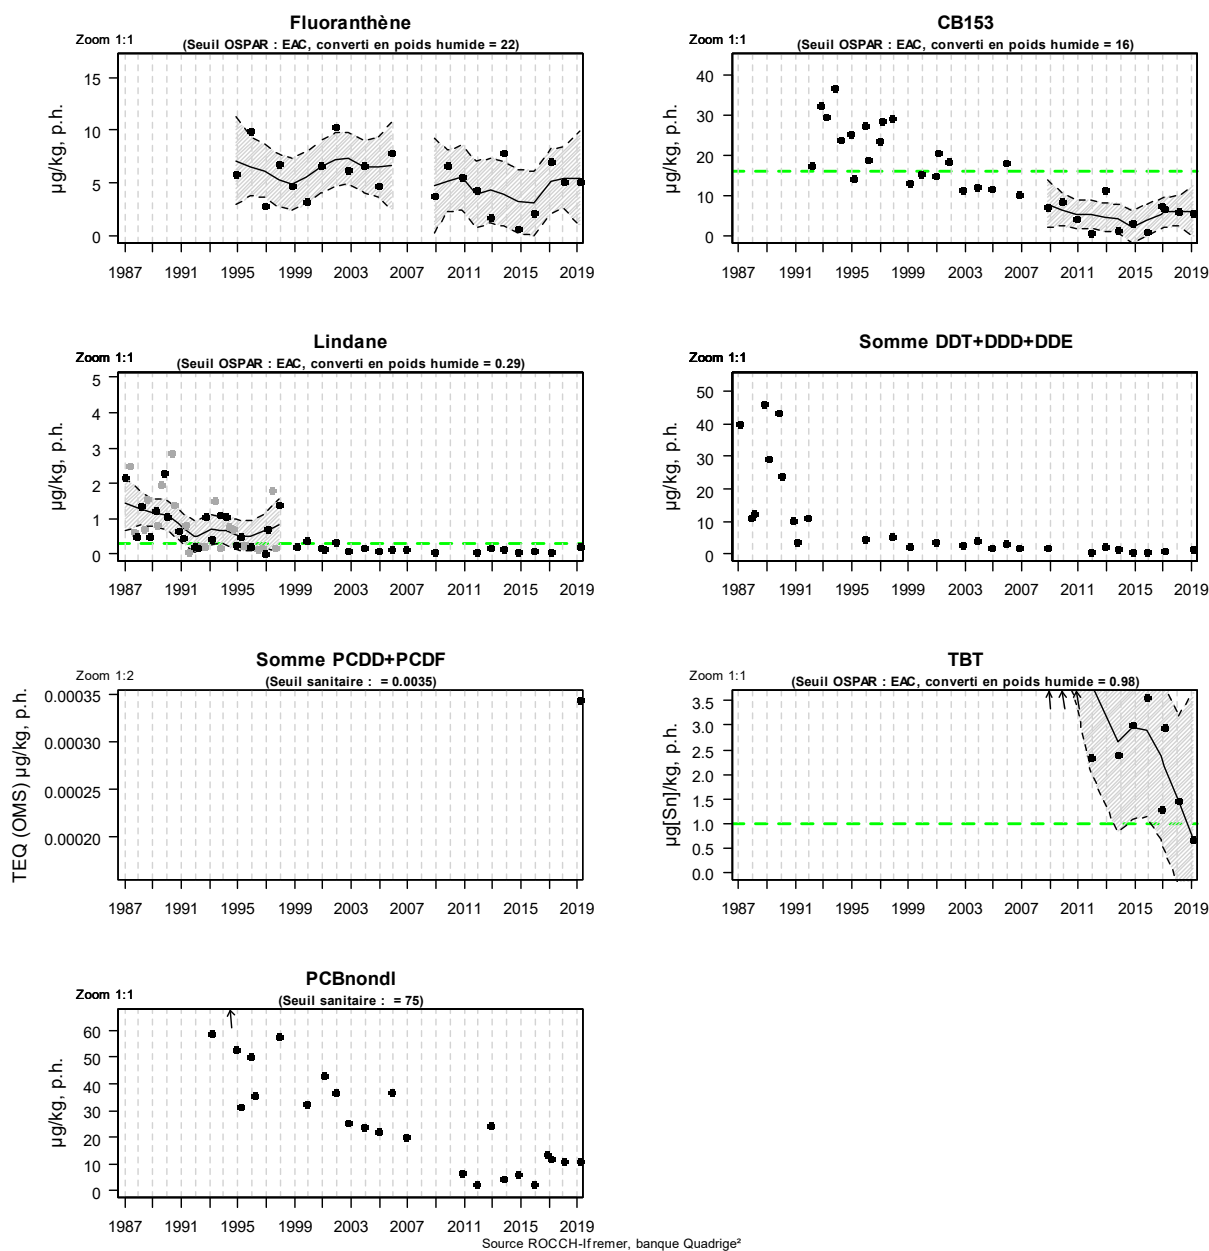 Fluoranthène
Zoom 1:1
(Seuil OSPAR : EAC, converti en poids humide = 22)
µg/kg, p.h.
15
10
5
0
1987 1991 1995 1999 2003 2007 2011 2015 2019
CB153
Zoom 1:1
(Seuil OSPAR : EAC, converti en poids humide = 16)
µg/kg, p.h.
40
30
20
10
0
1987 1991 1995 1999 2003 2007 2011 2015 2019
Lindane
Zoom 1:1
(Seuil OSPAR : EAC, converti en poids humide = 0.29)
µg/kg, p.h.
5
4
3
2
1
0
1987 1991 1995 1999 2003 2007 2011 2015 2019
Somme DDT+DDD+DDE
Zoom 1:1
µg/kg, p.h.
50
40
30
20
10
0
1987 1991 1995 1999 2003 2007 2011 2015 2019
Somme PCDD+PCDF
Zoom 1:2
(Seuil sanitaire : = 0.0035)
TEQ (OMS) µg/kg, p.h.
0.00035
0.00030
0.00025
0.00020
1987 1991 1995 1999 2003 2007 2011 2015 2019
TBT
Zoom 1:1
(Seuil OSPAR : EAC, converti en poids humide = 0.98)
µg[Sn]/kg, p.h.
3.5
3.0
2.5
2.0
1.5
1.0
0.5
0.0
1987 1991 1995 1999 2003 2007 2011 2015 2019
PCBnondl
Zoom 1:1
(Seuil sanitaire : = 75)
µg/kg, p.h.
60
50
40
30
20
10
0
1987 1991 1995 1999 2003 2007 2011 2015 2019
Source ROCCH-Ifremer, banque Quadrige²